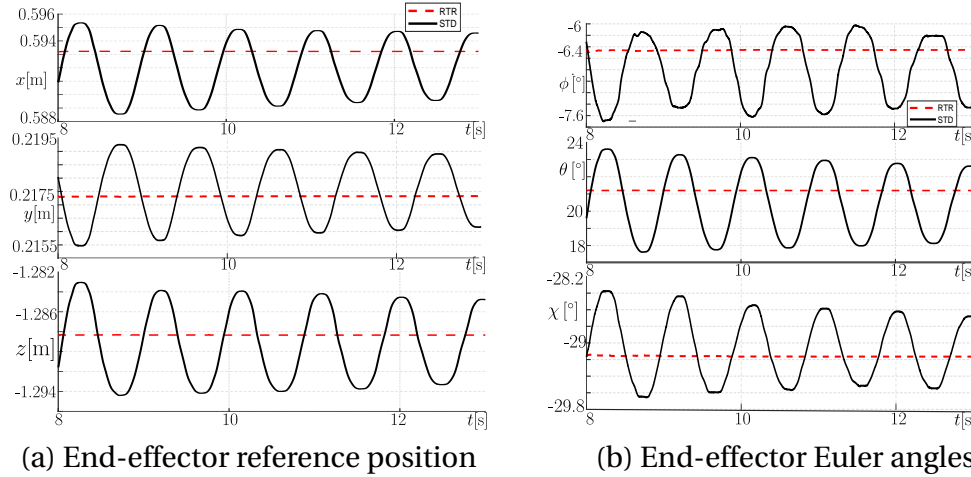 0.596
0.594
x[m]
0.588
RTR
STD
8 10 12 t[s]
0.2195
0.2175
y[m]
0.2155
8 10 12 t[s]
-1.282
-1.286
z[m]
-1.294
8 10 12 t[s]
(a) End-effector reference position
-6
-6.4
ϕ[°]
-7.6
RTR
STD
8 10 12 t[s]
24
θ[°]
20
18
8 10 12 t[s]
-28.2
χ[°]
-29
-29.8
8 10 12 t[s]
(b) End-effector Euler angles